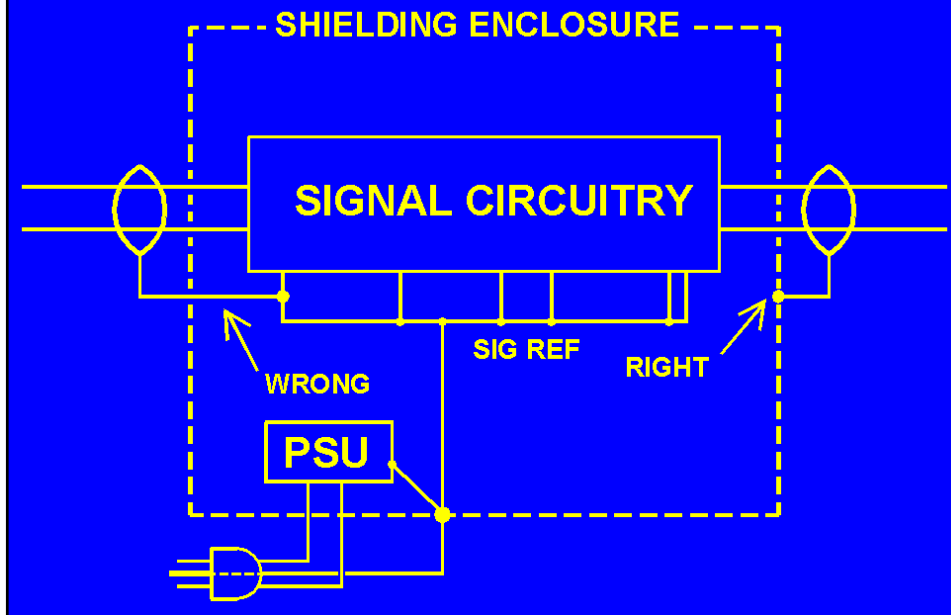 SHIELDING ENCLOSURE
SIGNAL CIRCUITRY
SIG REF
RIGHT
WRONG
PSU